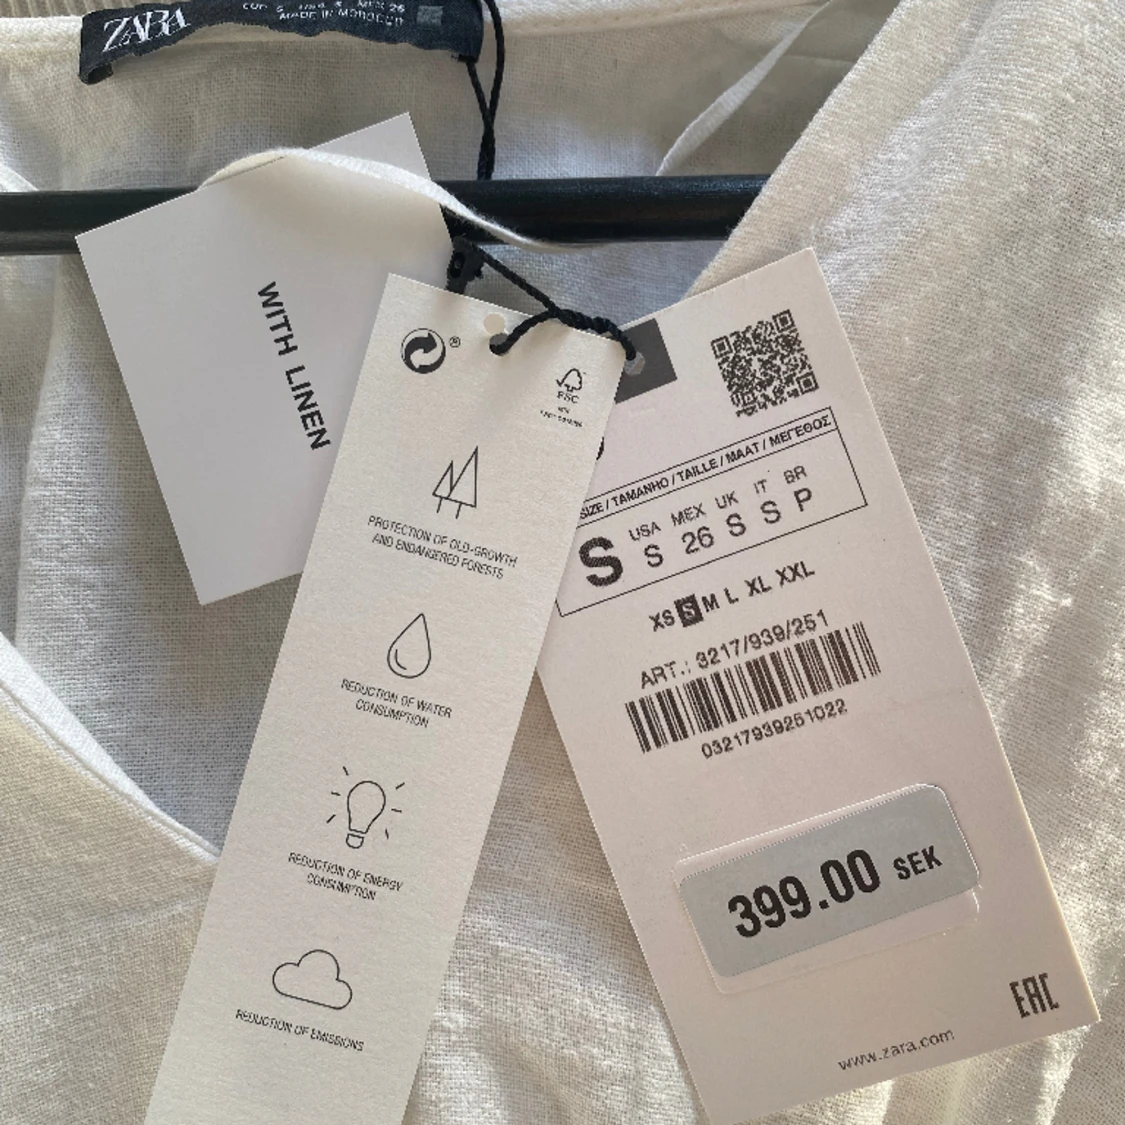 ZARA
MEX 26
MADE IN MOROCCO
WITH LINEN
®
FSC
PROTECTION OF OLD-GROWTH
AND ENDANGERED FORESTS
REDUCTION OF WATER
CONSUMPTION
REDUCTION OF ENERGY
CONSUMPTION
REDUCTION OF EMISSIONS
SIZE / TAMANHO / TAILLE / MAAT / ΜΕΓΕΘΟΣ
USA MEX UK IT BR
S S 26 S S P
XS S M L XL XXL
ART.: 3217/939/251
03217939251022
399.00 SEK
EAC
www.zara.com